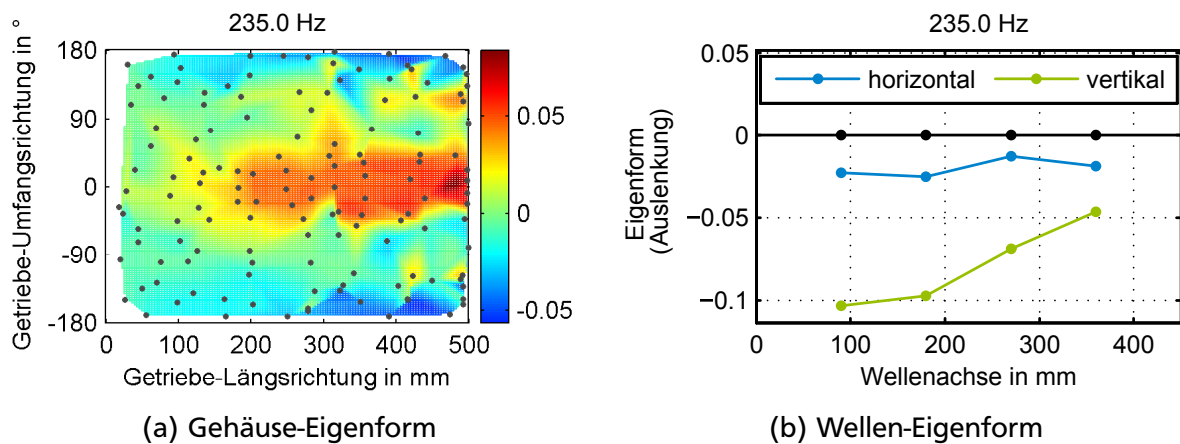 235.0 Hz
Getriebe-Umfangsrichtung in °
180
90
0
-90
-180
0 100 200 300 400 500
Getriebe-Längsrichtung in mm
0.05
0
-0.05
(a) Gehäuse-Eigenform
235.0 Hz
Eigenform
(Auslenkung)
0.05
0
−0.05
−0.1
horizontal vertikal
0 100 200 300 400
Wellenachse in mm
(b) Wellen-Eigenform